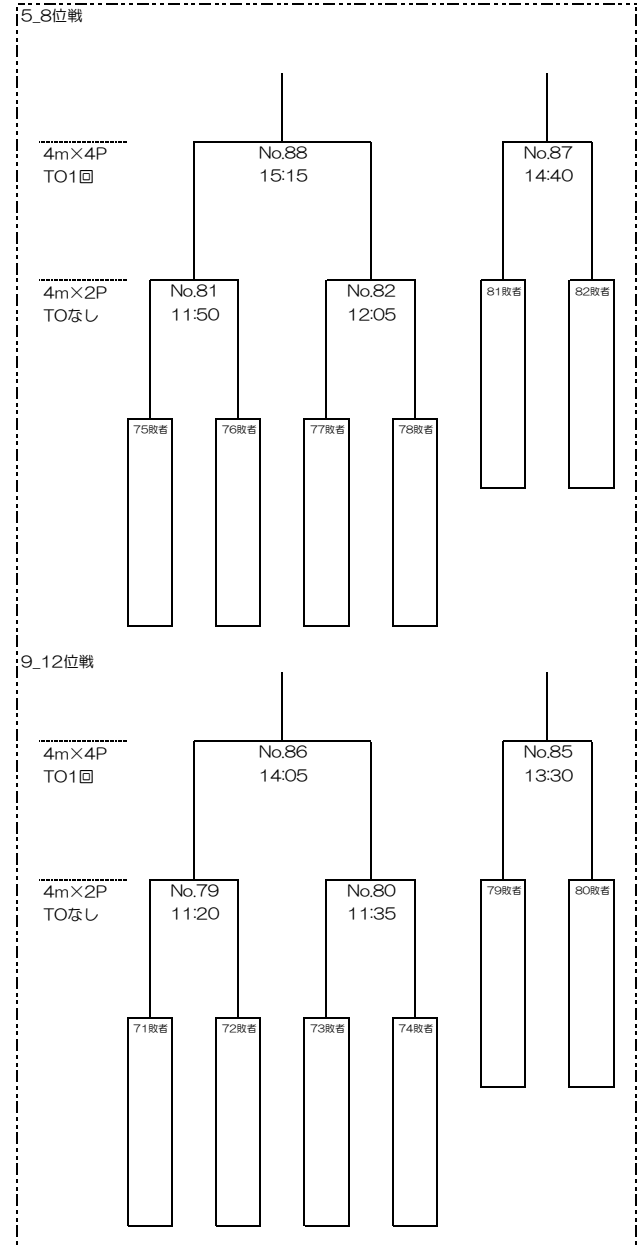 5_8位戦
4m×4P
TO1回
No.88
15:15
No.87
14:40
4m×2P
TOなし
No.81
11:50
No.82
12:05
81敗者
82敗者
75敗者
76敗者
77敗者
78敗者
9_12位戦
4m×4P
TO1回
No.86
14:05
No.85
13:30
4m×2P
TOなし
No.79
11:20
No.80
11:35
79敗者
80敗者
71敗者
72敗者
73敗者
74敗者